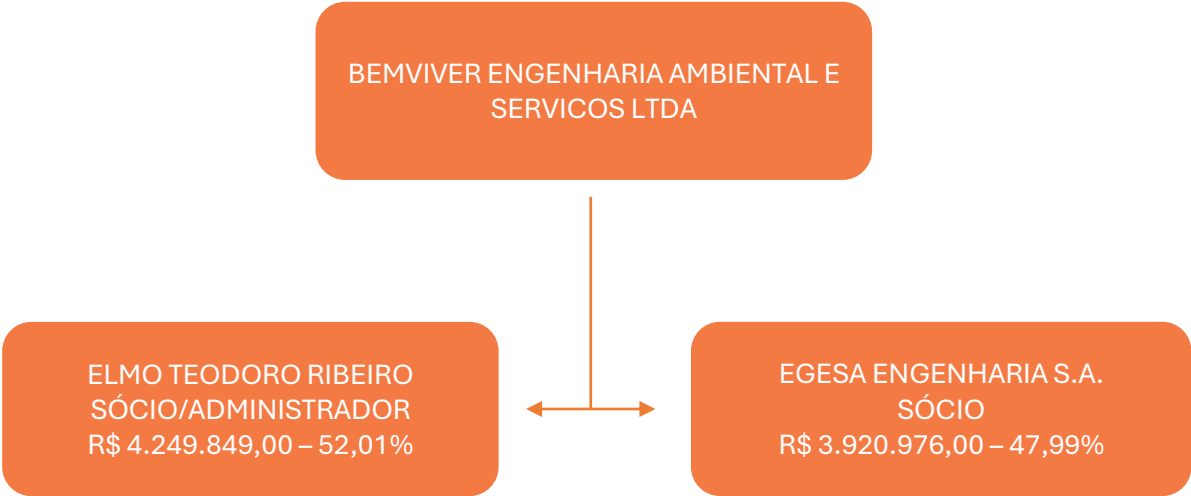 BEMVIVER ENGENHARIA AMBIENTAL E
SERVICOS LTDA
ELMO TEODORO RIBEIRO
SÓCIO/ADMINISTRADOR
R$ 4.249.849,00 – 52,01%
EGESA ENGENHARIA S.A.
SÓCIO
R$ 3.920.976,00 – 47,99%